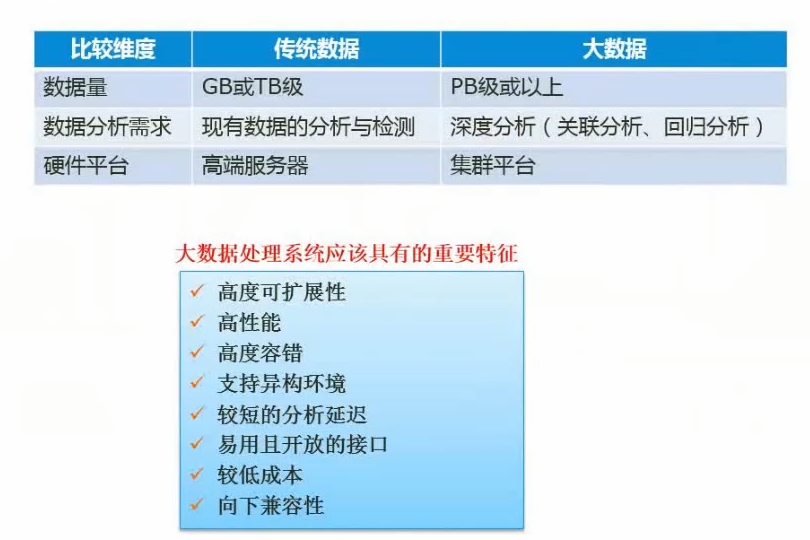 比较维度 传统数据 大数据
数据量 GB或TB级 PB级或以上
数据分析需求 现有数据的分析与检测 深度分析（关联分析、回归分析）
硬件平台 高端服务器 集群平台
大数据处理系统应该具有的重要特征
✓ 高度可扩展性
✓ 高性能
✓ 高度容错
✓ 支持异构环境
✓ 较短的分析延迟
✓ 易用且开放的接口
✓ 较低成本
✓ 向下兼容性